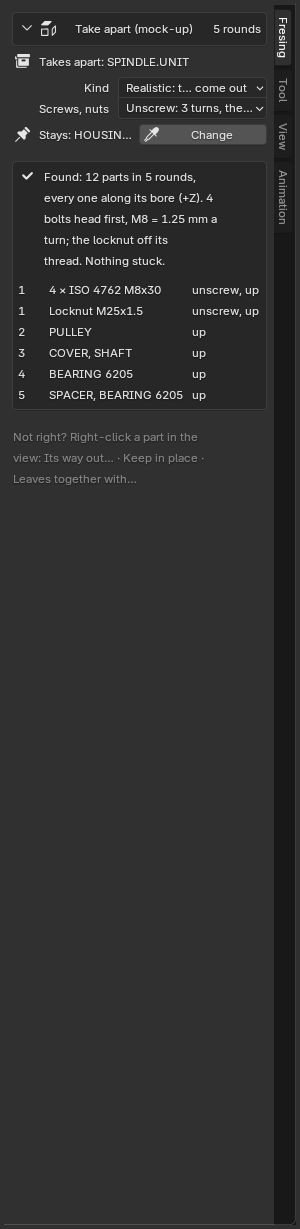 Take apart (mock-up) 5 rounds
Takes apart: SPINDLE.UNIT
Kind Realistic: t... come out
Screws, nuts Unscrew: 3 turns, the...
Stays: HOUSIN... Change
Found: 12 parts in 5 rounds,
every one along its bore (+Z). 4
bolts head first, M8 = 1.25 mm a
turn; the locknut off its
thread. Nothing stuck.
1 4 × ISO 4762 M8x30 unscrew, up
1 Locknut M25x1.5 unscrew, up
2 PULLEY up
3 COVER, SHAFT up
4 BEARING 6205 up
5 SPACER, BEARING 6205 up
Not right? Right-click a part in the
view: Its way out... · Keep in place ·
Leaves together with...
Fresing
Tool
View
Animation